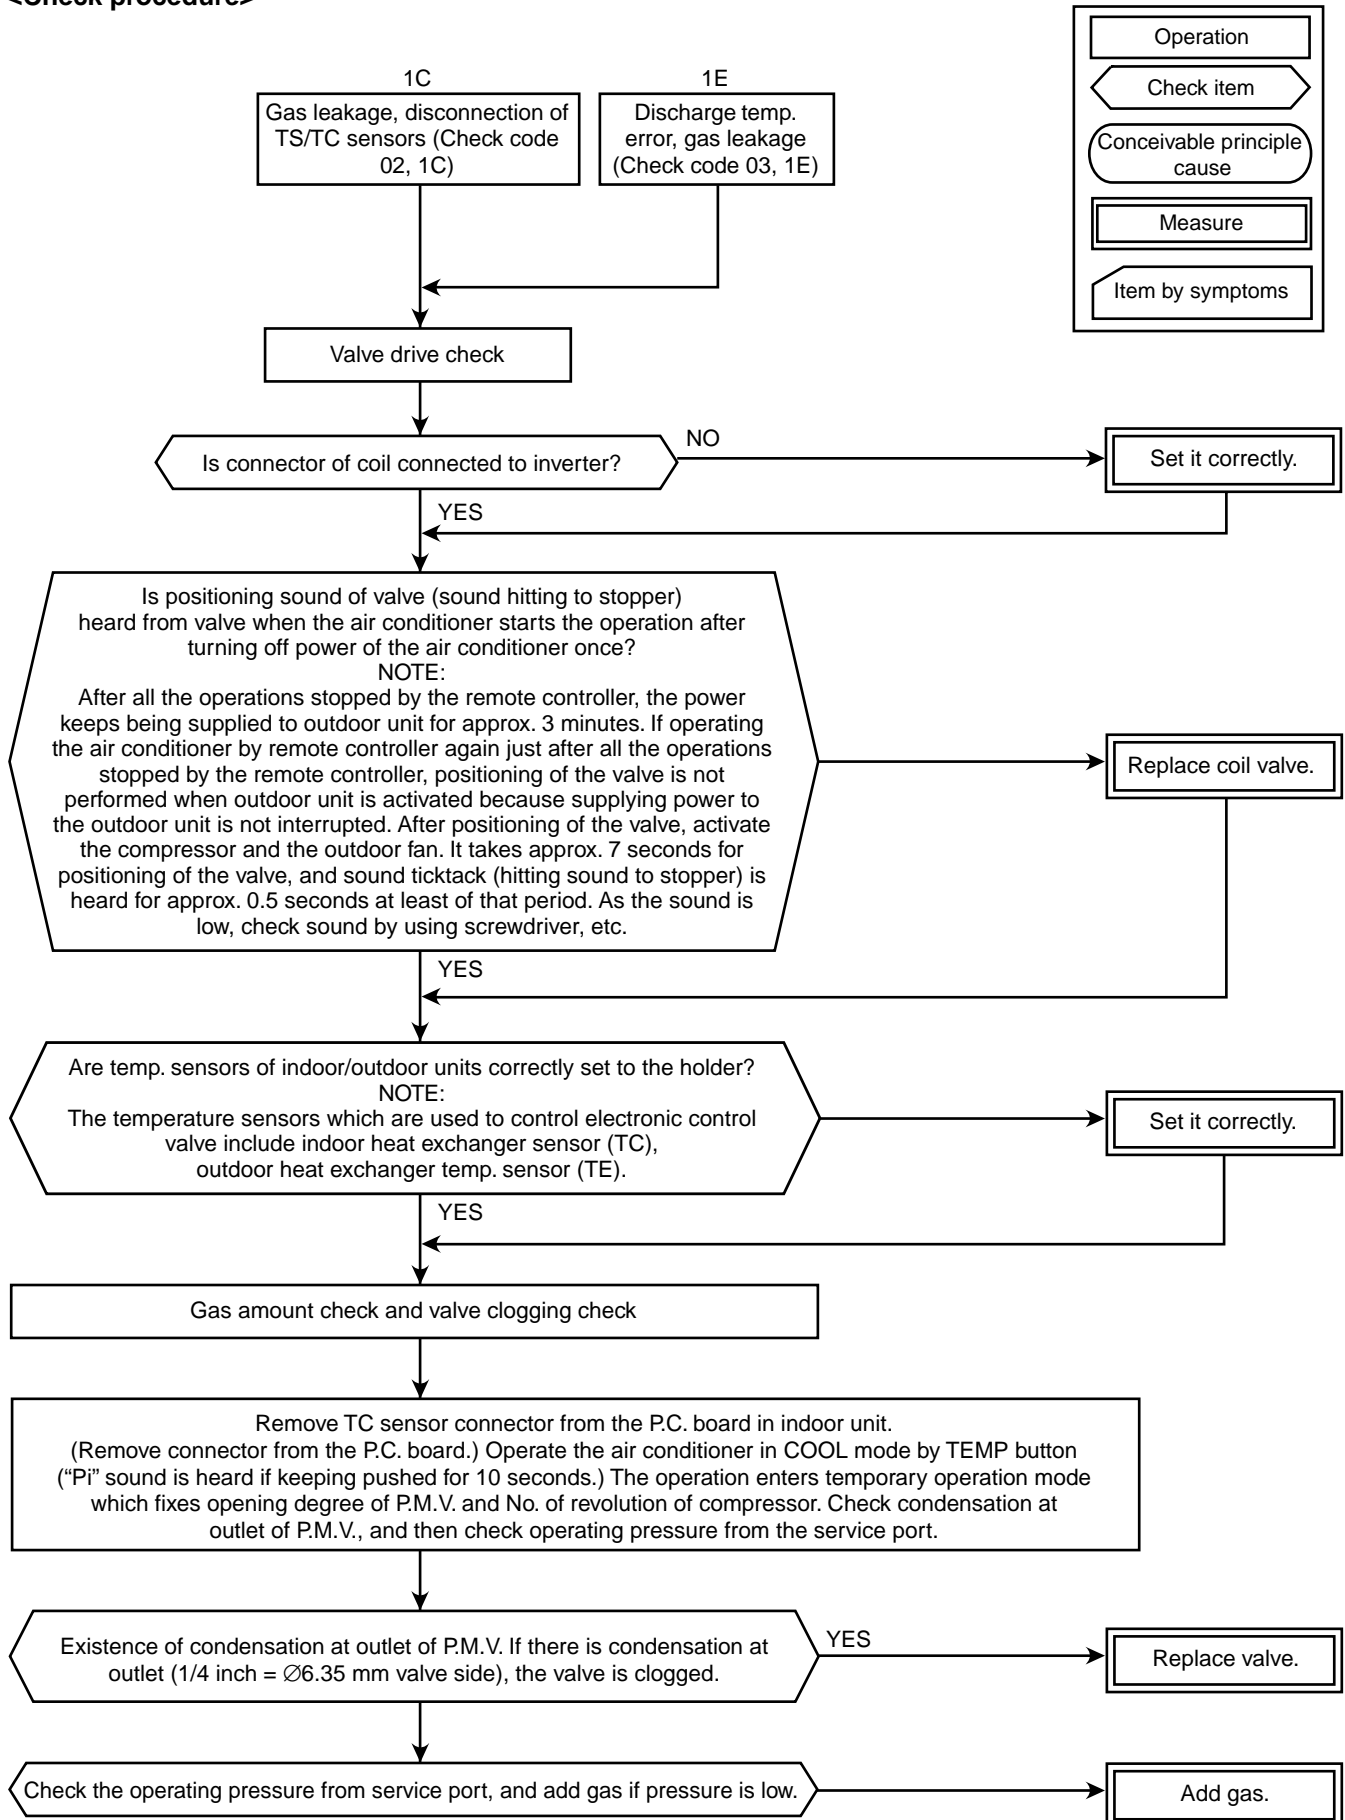 <Check procedure>
Operation
Check item
Conceivable principle
cause
Measure
Item by symptoms
1C
Gas leakage, disconnection of
TS/TC sensors (Check code
02, 1C)
1E
Discharge temp.
error, gas leakage
(Check code 03, 1E)
Valve drive check
Is connector of coil connected to inverter?
NO
Set it correctly.
YES
Is positioning sound of valve (sound hitting to stopper)
heard from valve when the air conditioner starts the operation after
turning off power of the air conditioner once?
NOTE:
After all the operations stopped by the remote controller, the power
keeps being supplied to outdoor unit for approx. 3 minutes. If operating
the air conditioner by remote controller again just after all the operations
stopped by the remote controller, positioning of the valve is not
performed when outdoor unit is activated because supplying power to
the outdoor unit is not interrupted. After positioning of the valve, activate
the compressor and the outdoor fan. It takes approx. 7 seconds for
positioning of the valve, and sound ticktack (hitting sound to stopper) is
heard for approx. 0.5 seconds at least of that period. As the sound is
low, check sound by using screwdriver, etc.
Replace coil valve.
YES
Are temp. sensors of indoor/outdoor units correctly set to the holder?
NOTE:
The temperature sensors which are used to control electronic control
valve include indoor heat exchanger sensor (TC),
outdoor heat exchanger temp. sensor (TE).
Set it correctly.
YES
Gas amount check and valve clogging check
Remove TC sensor connector from the P.C. board in indoor unit.
(Remove connector from the P.C. board.) Operate the air conditioner in COOL mode by TEMP button
(“Pi” sound is heard if keeping pushed for 10 seconds.) The operation enters temporary operation mode
which fixes opening degree of P.M.V. and No. of revolution of compressor. Check condensation at
outlet of P.M.V., and then check operating pressure from the service port.
Existence of condensation at outlet of P.M.V. If there is condensation at
outlet (1/4 inch = ∅6.35 mm valve side), the valve is clogged.
YES
Replace valve.
Check the operating pressure from service port, and add gas if pressure is low.
Add gas.